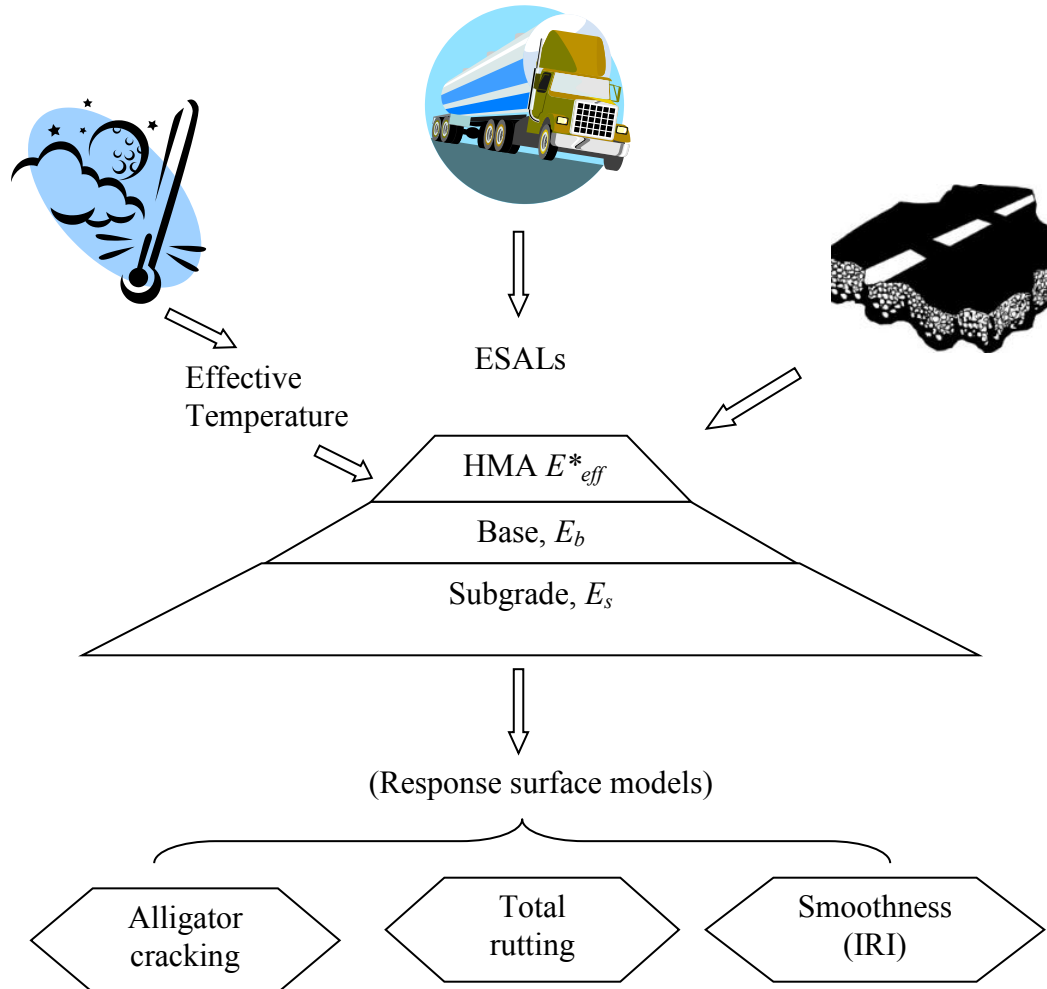 ESALs
Effective
Temperature
HMA E*eff
Base, Eb
Subgrade, Es
(Response surface models)
Alligator
cracking
Total
rutting
Smoothness
(IRI)